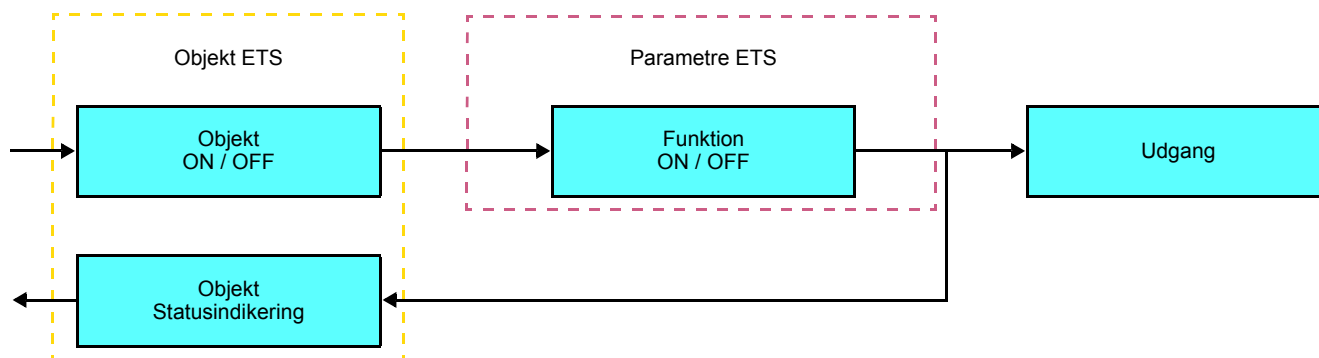 Objekt ETS
Parametre ETS
Objekt
ON / OFF
Funktion
ON / OFF
Udgang
Objekt
Statusindikering